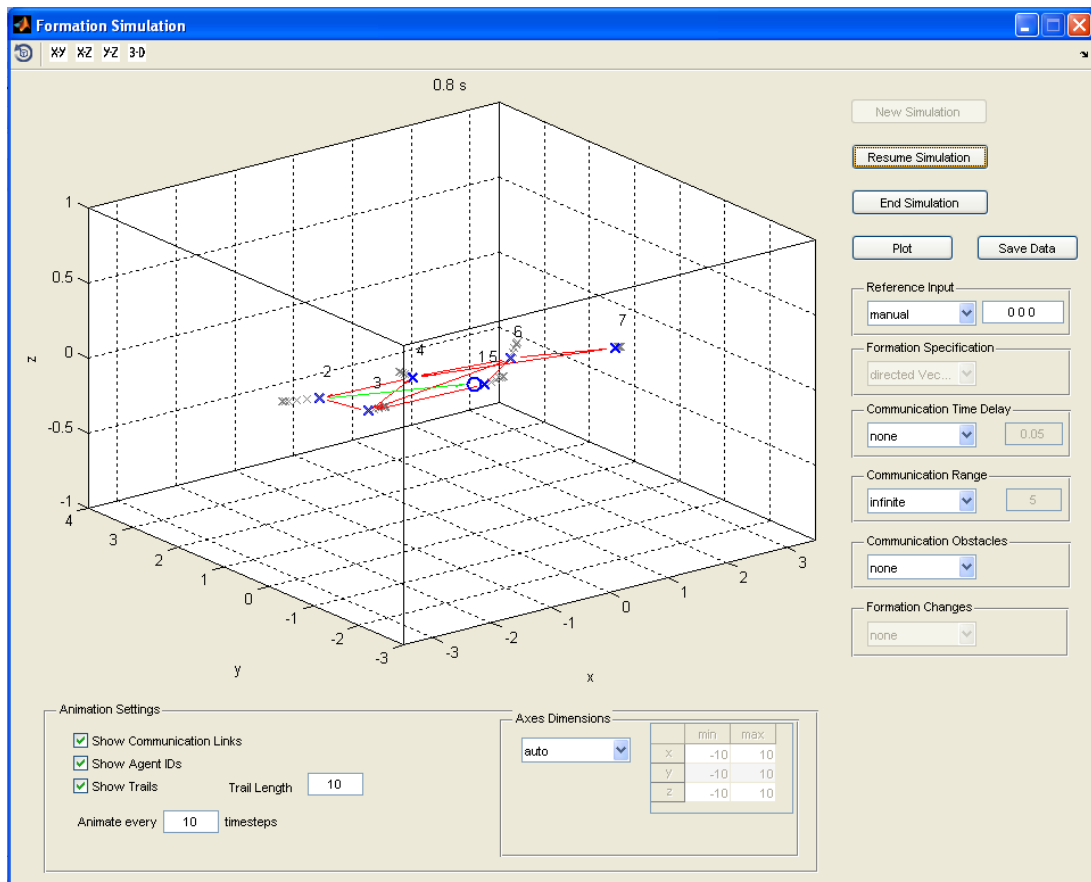 Formation Simulation
X-Y X-Z Y-Z 3-D
0.8 s
New Simulation
Resume Simulation
End Simulation
Plot Save Data
Reference Input
manual 0 0 0
Formation Specification
directed Vec...
Communication Time Delay
none 0.05
Communication Range
infinite 5
Communication Obstacles
none
Formation Changes
none
1
0.5
0
-0.5
-1
z
4
3
2
1
0
-1
-2
-3
y
-3
-2
-1
0
1
2
3
x
2
3
4
1 5
6
7
Animation Settings
Show Communication Links
Show Agent IDs
Show Trails Trail Length 10
Animate every 10 timesteps
Axes Dimensions
auto
min max
x -10 10
y -10 10
z -10 10